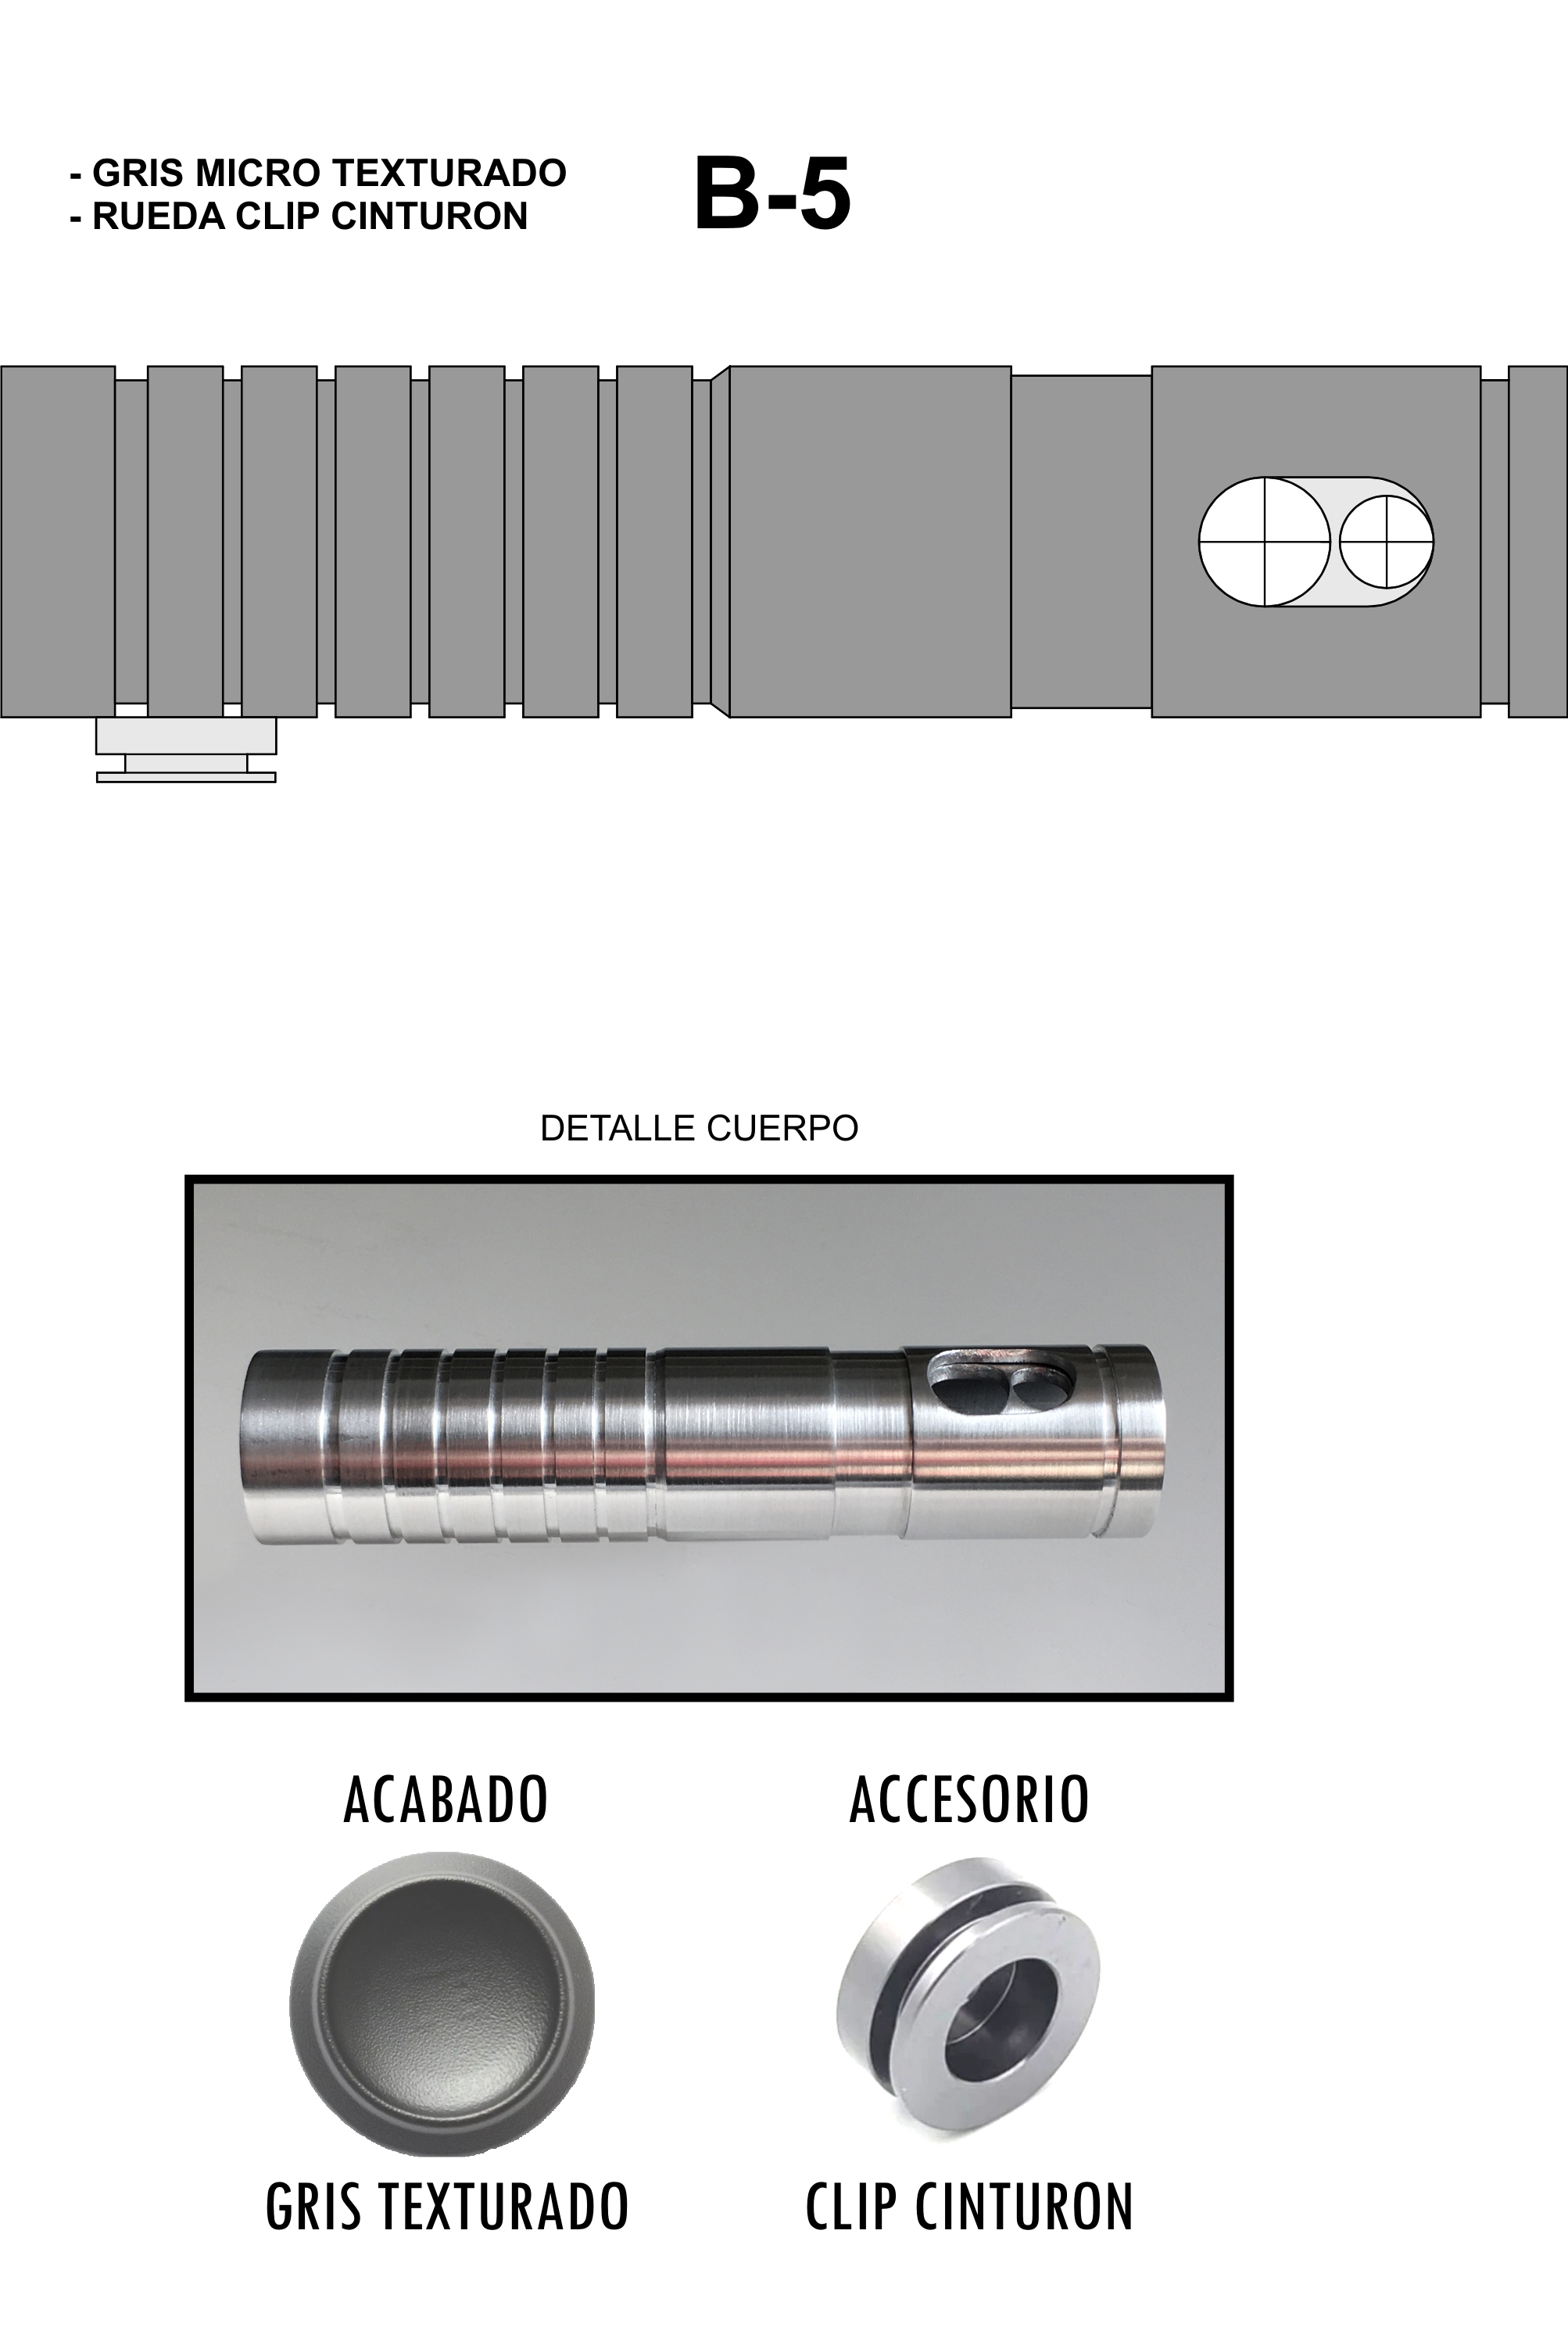 - GRIS MICRO TEXTURADO
- RUEDA CLIP CINTURON
B-5
DETALLE CUERPO
ACABADO
ACCESORIO
GRIS TEXTURADO
CLIP CINTURON